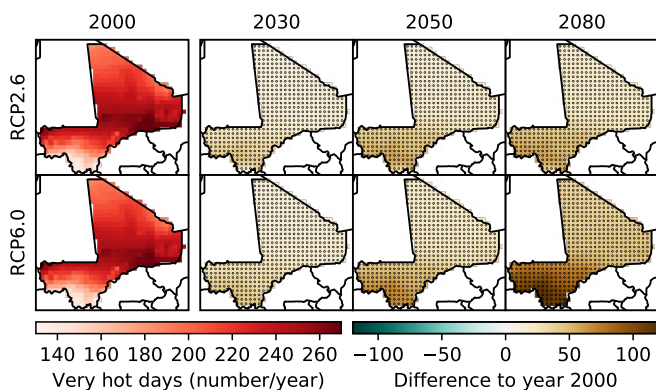 2000 2030 2050 2080
RCP2.6
RCP6.0
140 160 180 200 220 240 260 −100 −50 0 50 100
Very hot days (number/year) Difference to year 2000